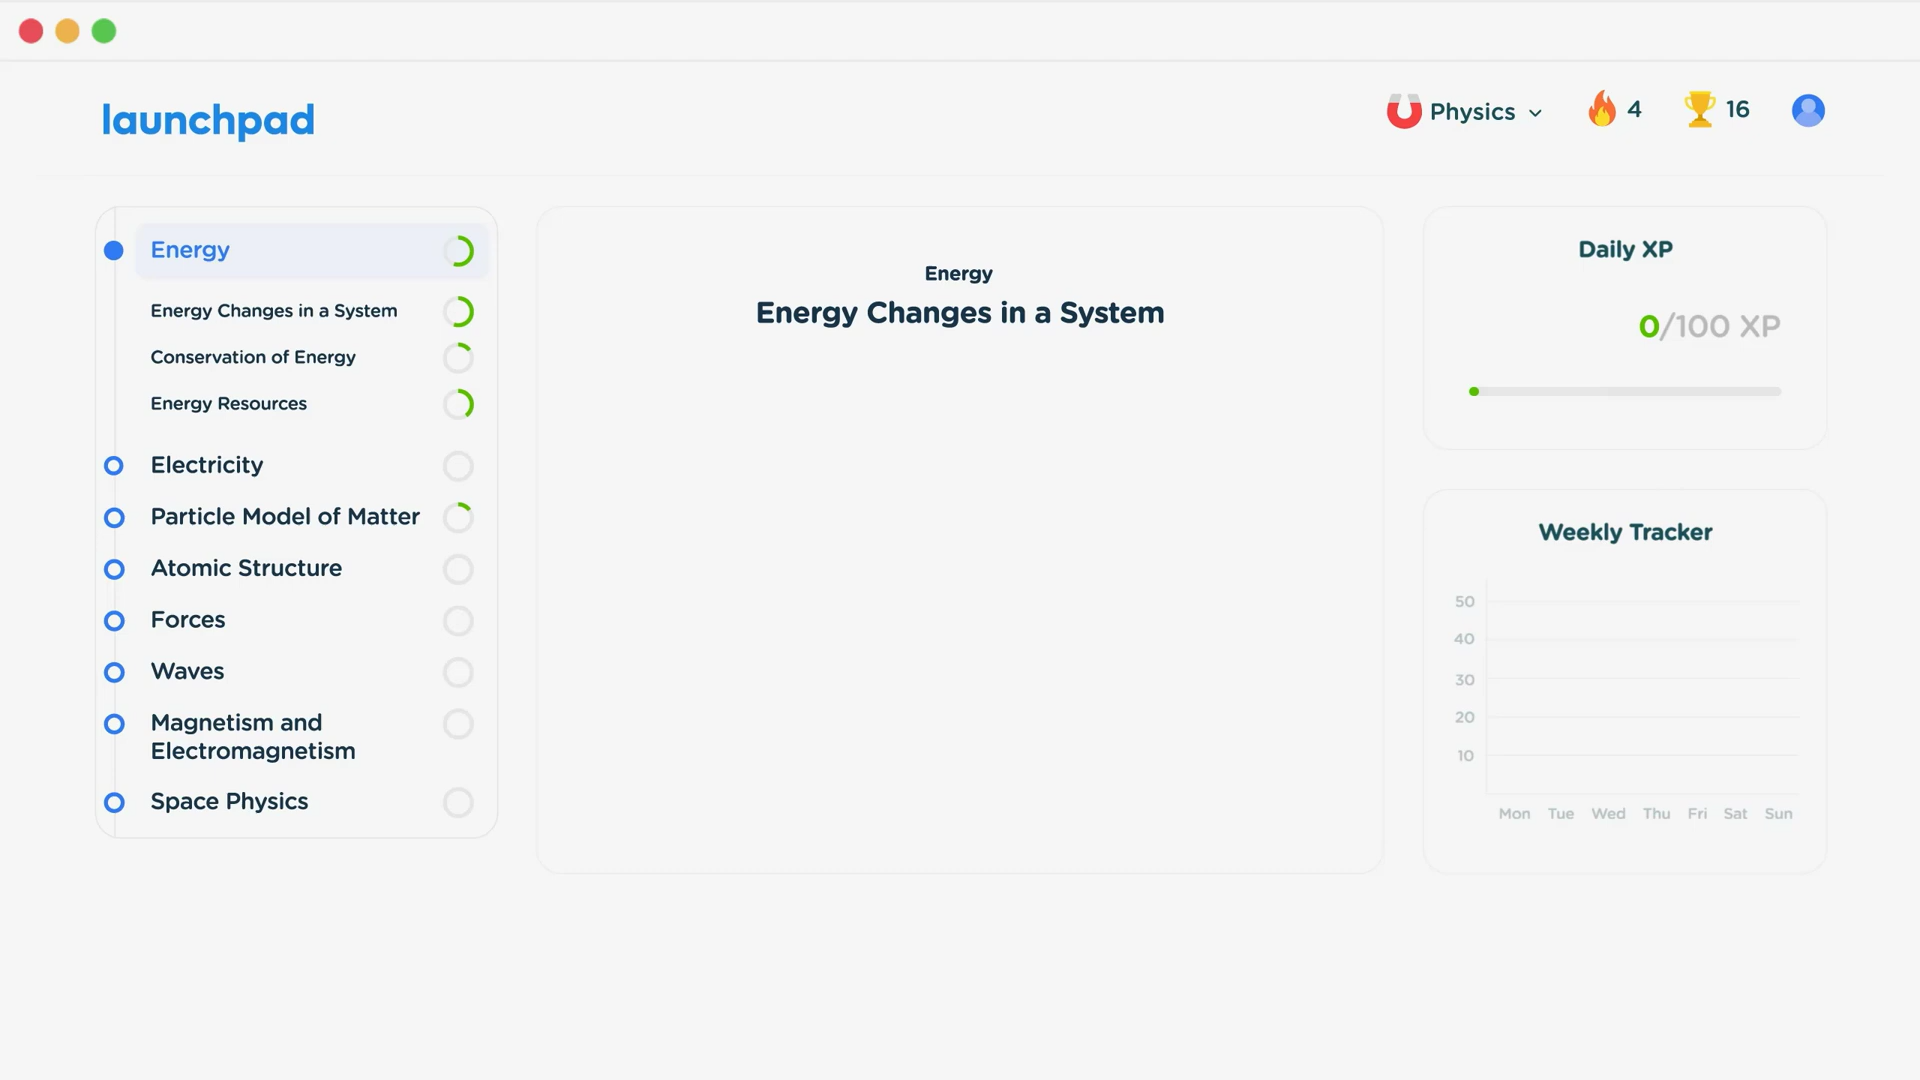 launchpad
Physics
4
16
Energy
Energy Changes in a System
Conservation of Energy
Energy Resources
Electricity
Particle Model of Matter
Atomic Structure
Forces
Waves
Magnetism and
Electromagnetism
Space Physics
Energy
Energy Changes in a System
Daily XP
0/100 XP
Weekly Tracker
50
40
30
20
10
Mon Tue Wed Thu Fri Sat Sun